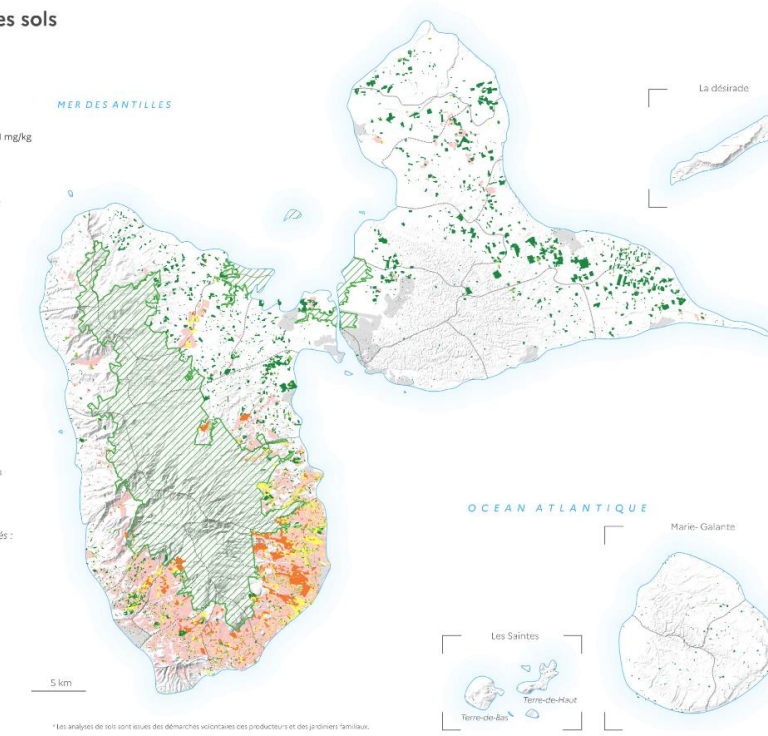 es sols
MER DES ANTILLES
La désirade
mg/kg
OCEAN ATLANTIQUE
Marie-Galante
és :
Les Saintes
Terre-de-Haut
Terre-de-Bas
5 km
* Les analyses de sols sont issues des démarches volontaires des producteurs et des jardiniers familiaux.